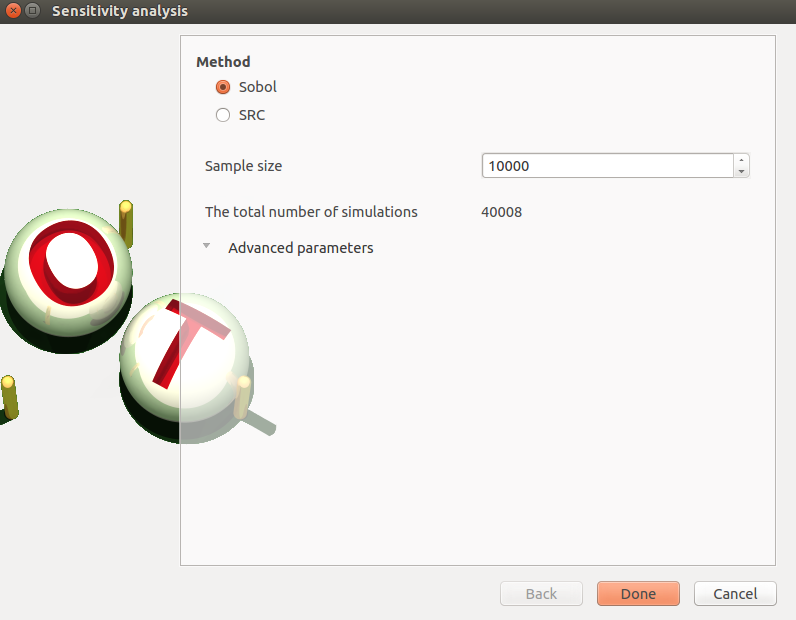 Sensitivity analysis
Method
Sobol
SRC
Sample size 10000
The total number of simulations 40008
Advanced parameters
O
T
Back Done Cancel